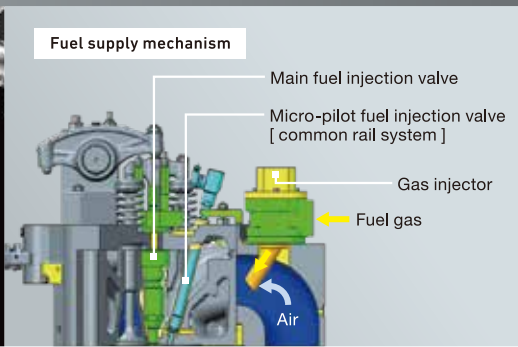 Fuel supply mechanism
Main fuel injection valve
Micro-pilot fuel injection valve
[ common rail system ]
Gas injector
Fuel gas
Air